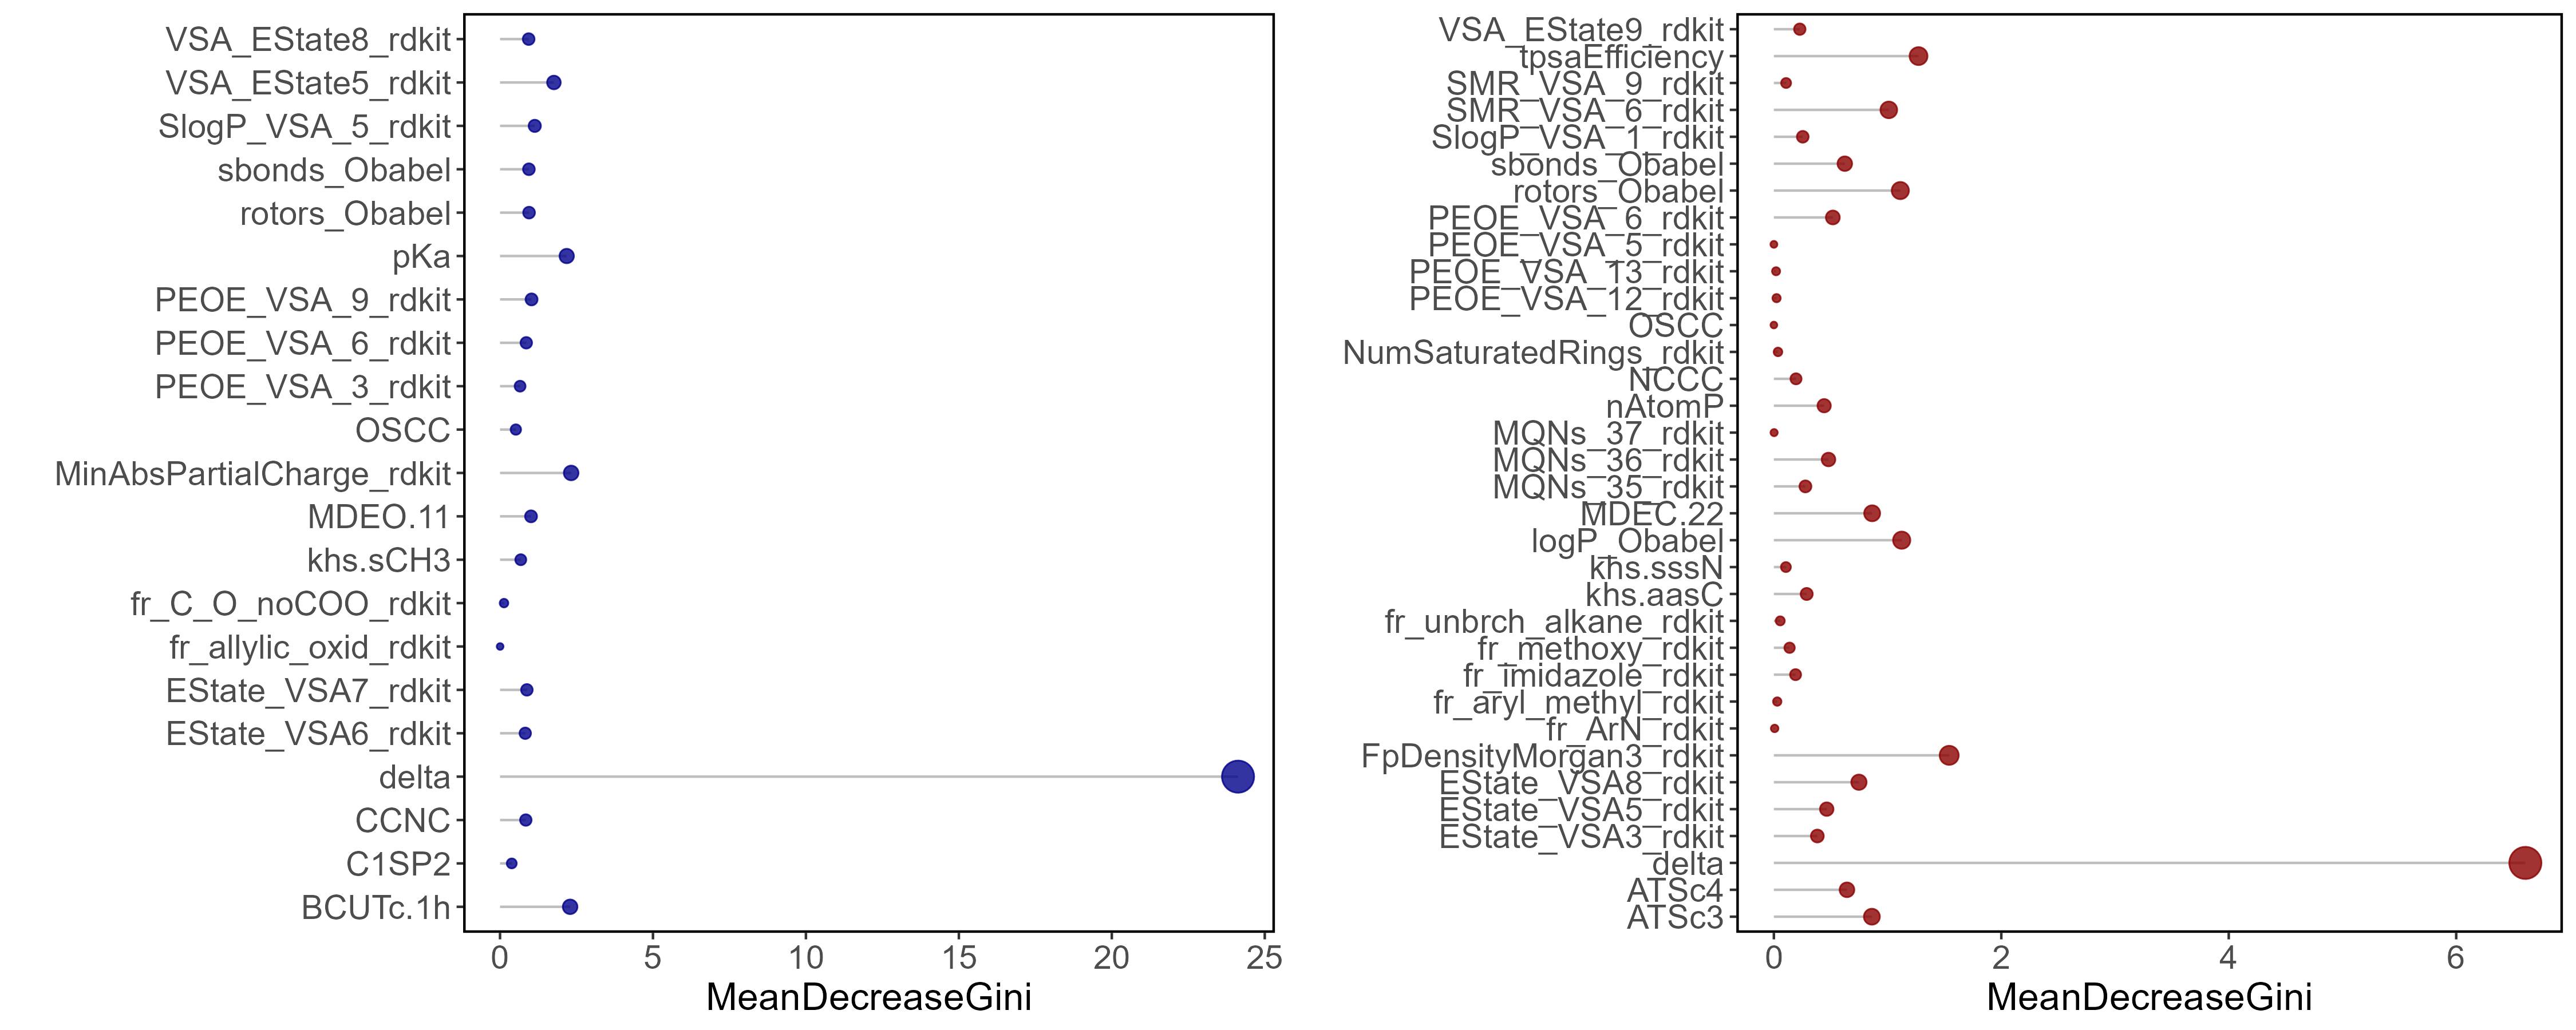 VSA_EState8_rdkit
VSA_EState5_rdkit
SlogP_VSA_5_rdkit
sbonds_Obabel
rotors_Obabel
pKa
PEOE_VSA_9_rdkit
PEOE_VSA_6_rdkit
PEOE_VSA_3_rdkit
OSCC
MinAbsPartialCharge_rdkit
MDEO.11
khs.sCH3
fr_C_O_noCOO_rdkit
fr_allylic_oxid_rdkit
EState_VSA7_rdkit
EState_VSA6_rdkit
delta
CCNC
C1SP2
BCUTc.1h
0 5 10 15 20 25
MeanDecreaseGini
VSA_EState9_rdkit
tpsaEfficiency
SMR_VSA_9_rdkit
SMR_VSA_6_rdkit
SlogP_VSA_1_rdkit
sbonds_Obabel
rotors_Obabel
PEOE_VSA_6_rdkit
PEOE_VSA_5_rdkit
PEOE_VSA_13_rdkit
PEOE_VSA_12_rdkit
OSCC
NumSaturatedRings_rdkit
NCCC
nAtomP
MQNs_37_rdkit
MQNs_36_rdkit
MQNs_35_rdkit
MDEC.22
logP_Obabel
khs.sssN
khs.aasC
fr_unbrch_alkane_rdkit
fr_methoxy_rdkit
fr_imidazole_rdkit
fr_aryl_methyl_rdkit
fr_ArN_rdkit
FpDensityMorgan3_rdkit
EState_VSA8_rdkit
EState_VSA5_rdkit
EState_VSA3_rdkit
delta
ATSc4
ATSc3
0 2 4 6
MeanDecreaseGini